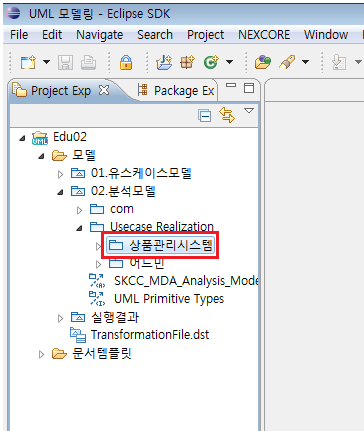 UML 모델링 - Eclipse SDK
File Edit Navigate Search Project NEXCORE Window
Project Exp Package Ex
Edu02
모델
01.유스케이스모델
02.분석모델
com
Usecase Realization
상품관리시스템
어드민
SKCC_MDA_Analysis_Mode
UML Primitive Types
실행결과
TransformationFile.dst
문서템플릿